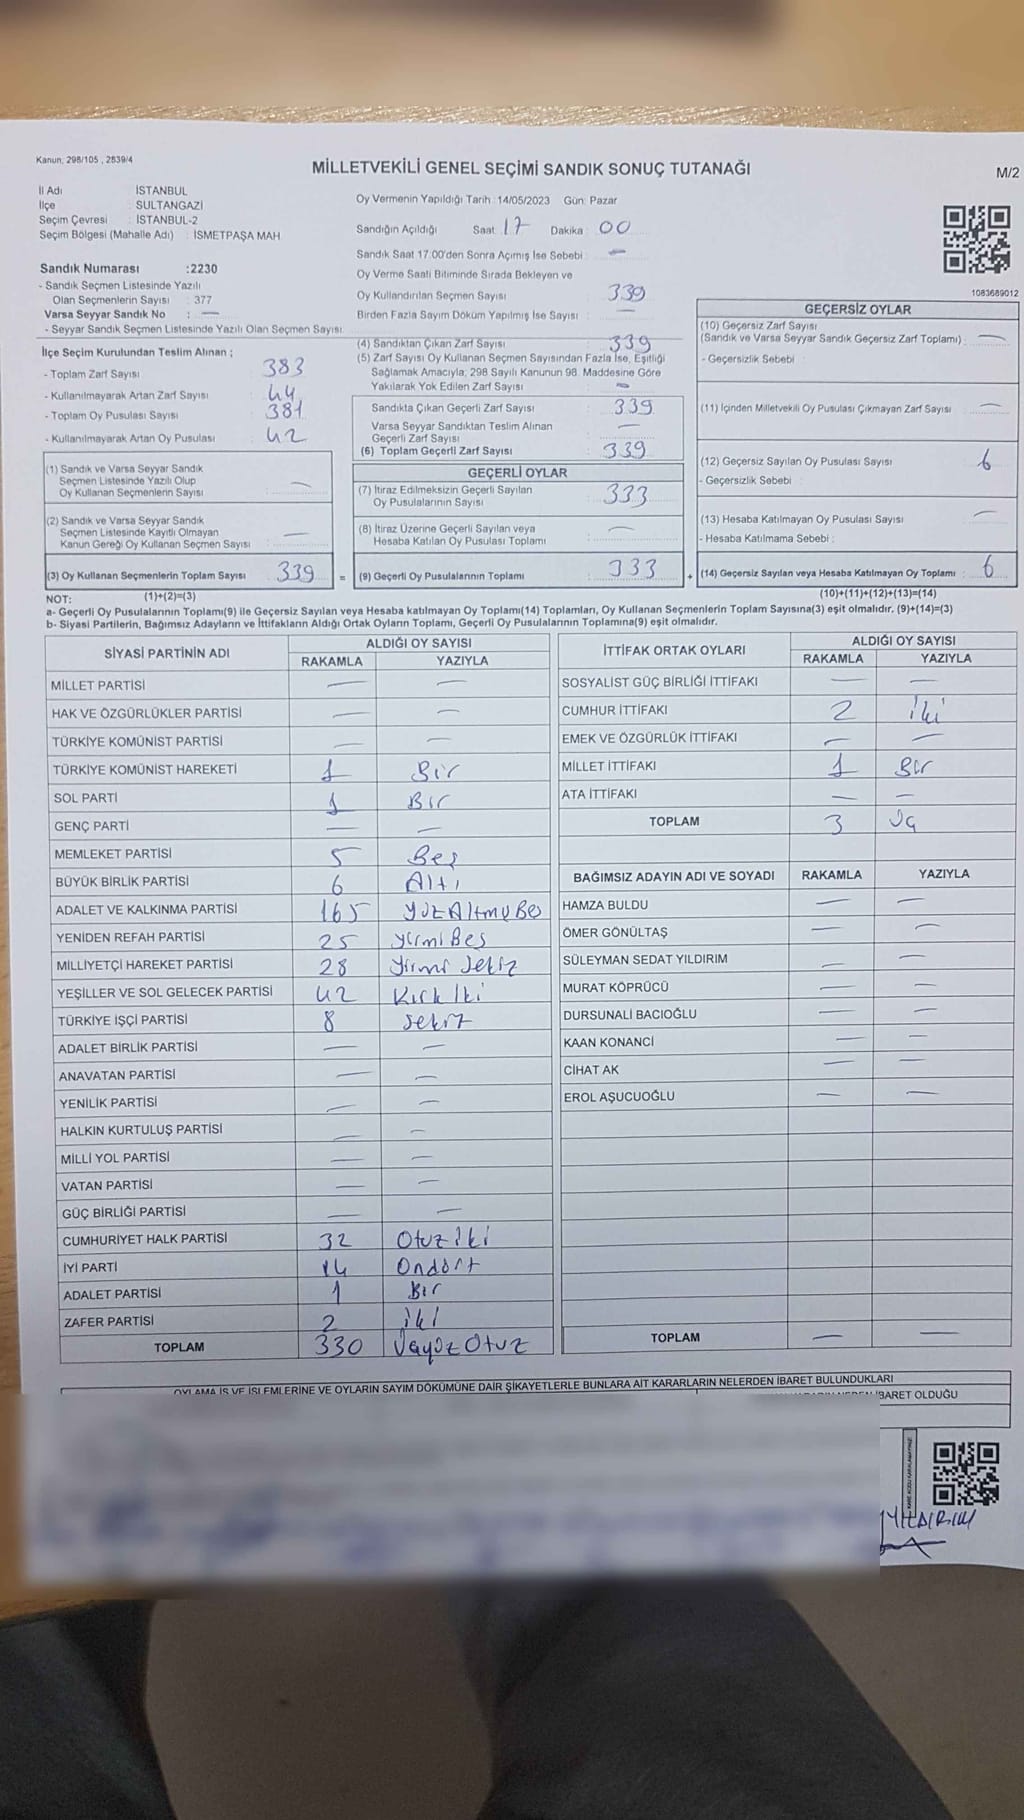 Kanun; 298/105 , 2839/4
MİLLETVEKİLİ GENEL SEÇİMİ SANDIK SONUÇ TUTANAĞI
M/2
İl Adı : İSTANBUL
İlçe : SULTANGAZİ
Seçim Çevresi : İSTANBUL-2
Seçim Bölgesi (Mahalle Adı) : İSMETPAŞA MAH
Sandık Numarası :2230
- Sandık Seçmen Listesinde Yazılı
Olan Seçmenlerin Sayısı : 377
Varsa Seyyar Sandık No : —
- Seyyar Sandık Seçmen Listesinde Yazılı Olan Seçmen Sayısı:
İlçe Seçim Kurulundan Teslim Alınan ;
- Toplam Zarf Sayısı : 383
- Kullanılmayarak Artan Zarf Sayısı : 44
- Toplam Oy Pusulası Sayısı : 381
- Kullanılmayarak Artan Oy Pusulası : 42
(1) Sandık ve Varsa Seyyar Sandık
Seçmen Listesinde Yazılı Olup
Oy Kullanan Seçmenlerin Sayısı : —
(2) Sandık ve Varsa Seyyar Sandık
Seçmen Listesinde Kayıtlı Olmayan
Kanun Gereği Oy Kullanan Seçmen Sayısı : —
(3) Oy Kullanan Seçmenlerin Toplam Sayısı : 339 =
Oy Vermenin Yapıldığı Tarih :14/05/2023 Gün: Pazar
Sandığın Açıldığı Saat: 17 Dakika: 00
Sandık Saat 17:00'den Sonra Açımış İse Sebebi : —
Oy Verme Saati Bitiminde Sırada Bekleyen ve
Oy Kullandırılan Seçmen Sayısı : 339
Birden Fazla Sayım Döküm Yapılmış İse Sayısı : —
(4) Sandıktan Çıkan Zarf Sayısı : 339
(5) Zarf Sayısı Oy Kullanan Seçmen Sayısından Fazla İse, Eşitliği
Sağlamak Amacıyla; 298 Sayılı Kanunun 98. Maddesine Göre
Yakılarak Yok Edilen Zarf Sayısı : —
Sandıkta Çıkan Geçerli Zarf Sayısı : 339
Varsa Seyyar Sandıktan Teslim Alınan
Geçerli Zarf Sayısı : —
(6) Toplam Geçerli Zarf Sayısı : 339
GEÇERLİ OYLAR
(7) İtiraz Edilmeksizin Geçerli Sayılan
Oy Pusulalarının Sayısı : 333
(8) İtiraz Üzerine Geçerli Sayılan veya
Hesaba Katılan Oy Pusulası Toplamı : —
(9) Geçerli Oy Pusulalarının Toplamı : 333 +
1083689012
GEÇERSİZ OYLAR
(10) Geçersiz Zarf Sayısı
(Sandık ve Varsa Seyyar Sandık Geçersiz Zarf Toplamı) : —
- Geçersizlik Sebebi :
(11) İçinden Milletvekili Oy Pusulası Çıkmayan Zarf Sayısı : —
(12) Geçersiz Sayılan Oy Pusulası Sayısı : 6
- Geçersizlik Sebebi :
(13) Hesaba Katılmayan Oy Pusulası Sayısı : —
- Hesaba Katılmama Sebebi :
(14) Geçersiz Sayılan veya Hesaba Katılmayan Oy Toplamı : 6
NOT: (1)+(2)=(3)
(10)+(11)+(12)+(13)=(14)
a- Geçerli Oy Pusulalarının Toplamı(9) ile Geçersiz Sayılan veya Hesaba katılmayan Oy Toplamı(14) Toplamları, Oy Kullanan Seçmenlerin Toplam Sayısına(3) eşit olmalıdır. (9)+(14)=(3)
b- Siyasi Partilerin, Bağımsız Adayların ve İttifakların Aldığı Ortak Oyların Toplamı, Geçerli Oy Pusulalarının Toplamına(9) eşit olmalıdır.
SİYASİ PARTİNİN ADI ALDIĞI OY SAYISI
RAKAMLA YAZIYLA
MİLLET PARTİSİ — —
HAK VE ÖZGÜRLÜKLER PARTİSİ — —
TÜRKİYE KOMÜNİST PARTİSİ — —
TÜRKİYE KOMÜNİST HAREKETİ 1 Bir
SOL PARTİ 1 Bir
GENÇ PARTİ — —
MEMLEKET PARTİSİ 5 Beş
BÜYÜK BİRLİK PARTİSİ 6 Altı
ADALET VE KALKINMA PARTİSİ 165 YüzAltmışBeş
YENİDEN REFAH PARTİSİ 25 yirmi Beş
MİLLİYETÇİ HAREKET PARTİSİ 28 Yirmi Sekiz
YEŞİLLER VE SOL GELECEK PARTİSİ 42 Kırk İki
TÜRKİYE İŞÇİ PARTİSİ 8 Sekiz
ADALET BİRLİK PARTİSİ — —
ANAVATAN PARTİSİ — —
YENİLİK PARTİSİ — —
HALKIN KURTULUŞ PARTİSİ — —
MİLLİ YOL PARTİSİ — —
VATAN PARTİSİ — —
GÜÇ BİRLİĞİ PARTİSİ — —
CUMHURİYET HALK PARTİSİ 32 Otuz İki
İYİ PARTİ 14 Ondört
ADALET PARTİSİ 1 Bir
ZAFER PARTİSİ 2 iki
TOPLAM 330 Üçyüz Otuz
İTTİFAK ORTAK OYLARI ALDIĞI OY SAYISI
RAKAMLA YAZIYLA
SOSYALİST GÜÇ BİRLİĞİ İTTİFAKI — —
CUMHUR İTTİFAKI 2 İki
EMEK VE ÖZGÜRLÜK İTTİFAKI — —
MİLLET İTTİFAKI 1 Bir
ATA İTTİFAKI — —
TOPLAM 3 Üç
BAĞIMSIZ ADAYIN ADI VE SOYADI RAKAMLA YAZIYLA
HAMZA BULDU — —
ÖMER GÖNÜLTAŞ — —
SÜLEYMAN SEDAT YILDIRIM — —
MURAT KÖPRÜCÜ — —
DURSUNALİ BACIOĞLU — —
KAAN KONANCİ — —
CİHAT AK — —
EROL AŞUCUOĞLU — —
TOPLAM — —
OYLAMA İŞ VE İŞLEMLERİNE VE OYLARIN SAYIM DÖKÜMÜNE DAİR ŞİKAYETLERLE BUNLARA AİT KARARLARIN NELERDEN İBARET BULUNDUKLARI
İBARET OLDUĞU
YILDIRIM